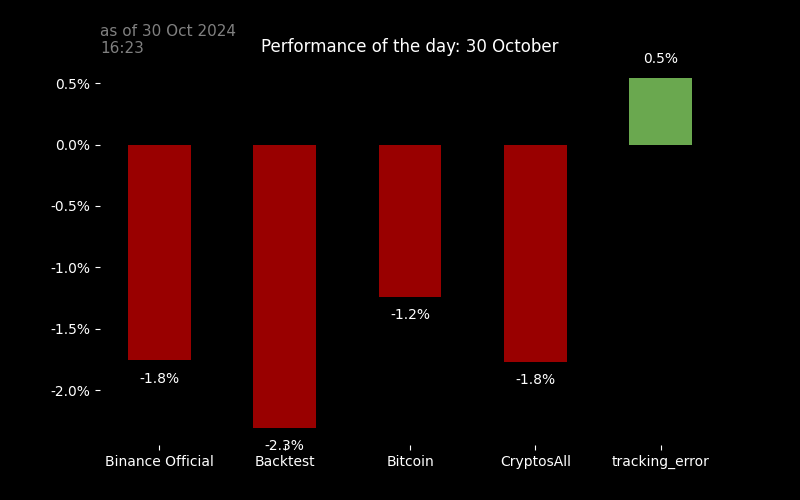 as of 30 Oct 2024
16:23
Performance of the day: 30 October
0.5%
0.5%
0.0%
-0.5%
-1.0%
-1.2%
-1.5%
-1.8%
-1.8%
-2.0%
-2.3%
Binance Official
Backtest
Bitcoin
CryptosAll
tracking_error